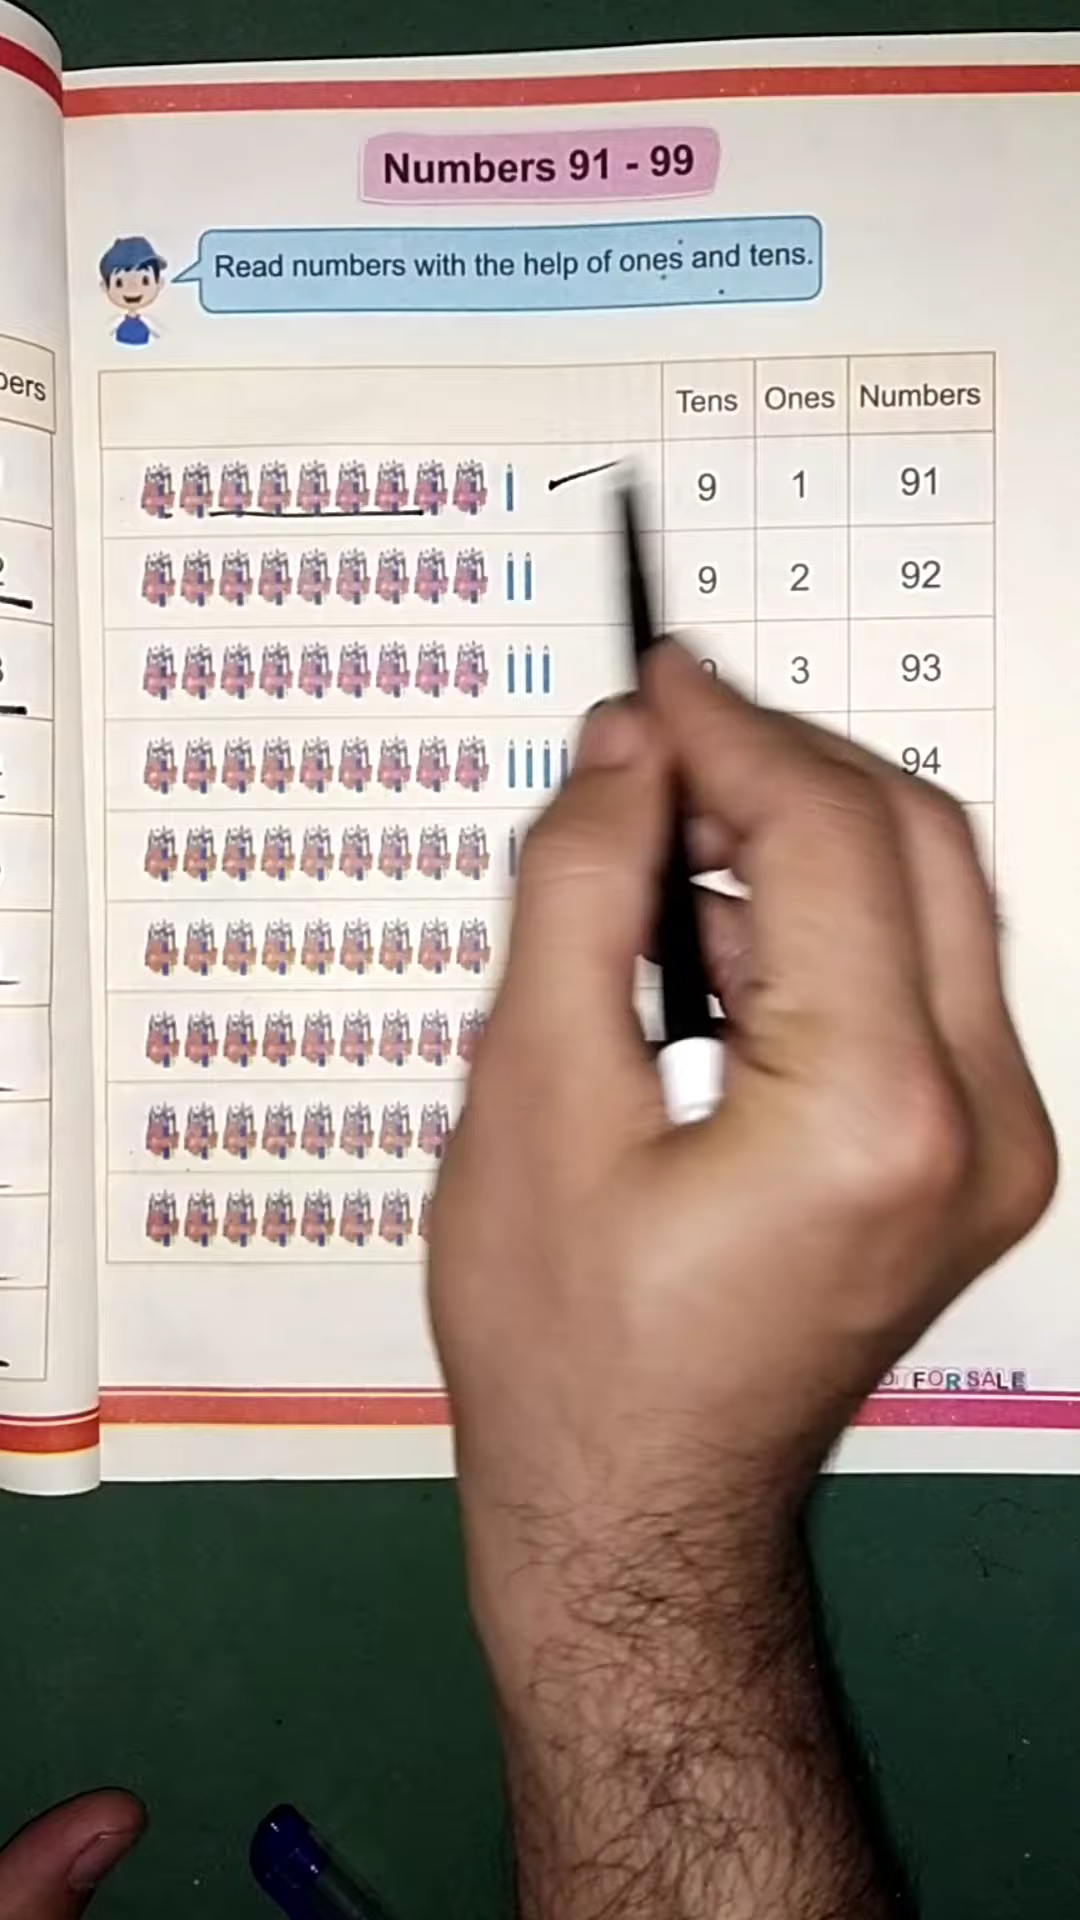 Numbers 91 - 99
Read numbers with the help of ones and tens.
Tens Ones Numbers
9 1 91
9 2 92
3 93
94
FOR SALE